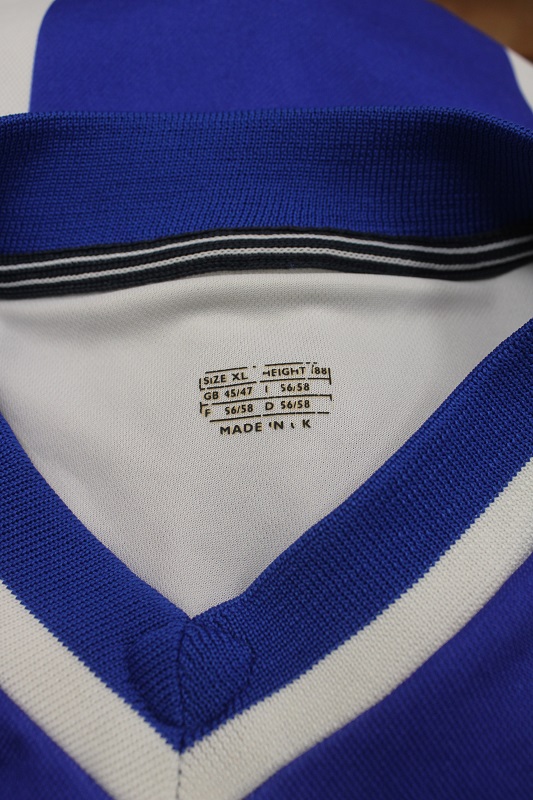 SIZE XL HEIGHT 188
GB 45/47 I 56/58
F 56/58 D 56/58
MADE IN U K